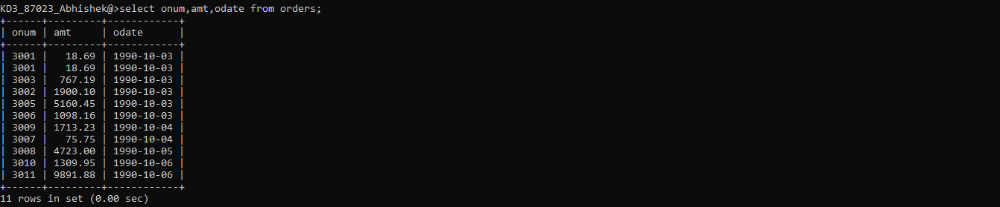 KD3_87023_Abhishek@>select onum,amt,odate from orders;
+------+---------+------------+
| onum | amt     | odate      |
+------+---------+------------+
| 3001 |   18.69 | 1990-10-03 |
| 3001 |   18.69 | 1990-10-03 |
| 3003 |  767.19 | 1990-10-03 |
| 3002 | 1900.10 | 1990-10-03 |
| 3005 | 5160.45 | 1990-10-03 |
| 3006 | 1098.16 | 1990-10-03 |
| 3009 | 1713.23 | 1990-10-04 |
| 3007 |   75.75 | 1990-10-04 |
| 3008 | 4723.00 | 1990-10-05 |
| 3010 | 1309.95 | 1990-10-06 |
| 3011 | 9891.88 | 1990-10-06 |
+------+---------+------------+
11 rows in set (0.00 sec)